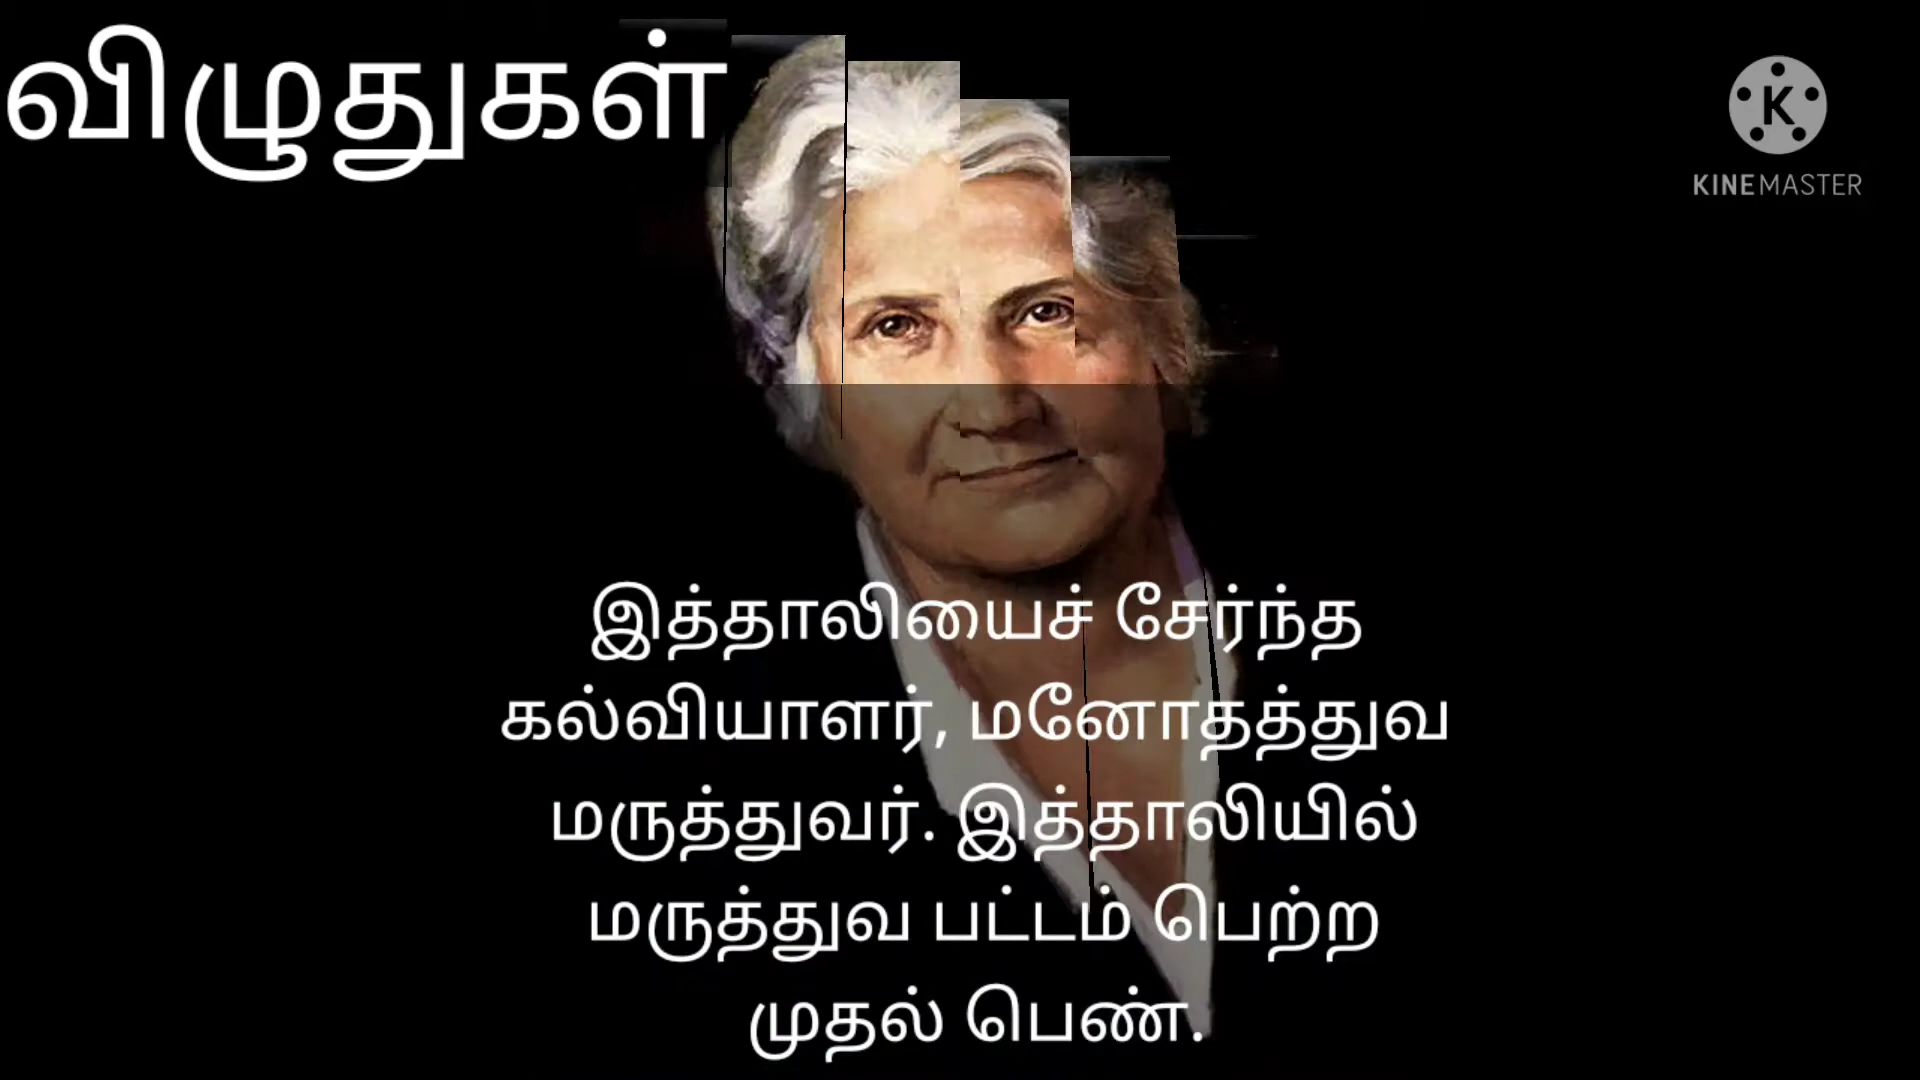 விழுதுகள்
KINEMASTER
இத்தாலியைச் சேர்ந்த
கல்வியாளர், மனோதத்துவ
மருத்துவர். இத்தாலியில்
மருத்துவ பட்டம் பெற்ற
முதல் பெண்.